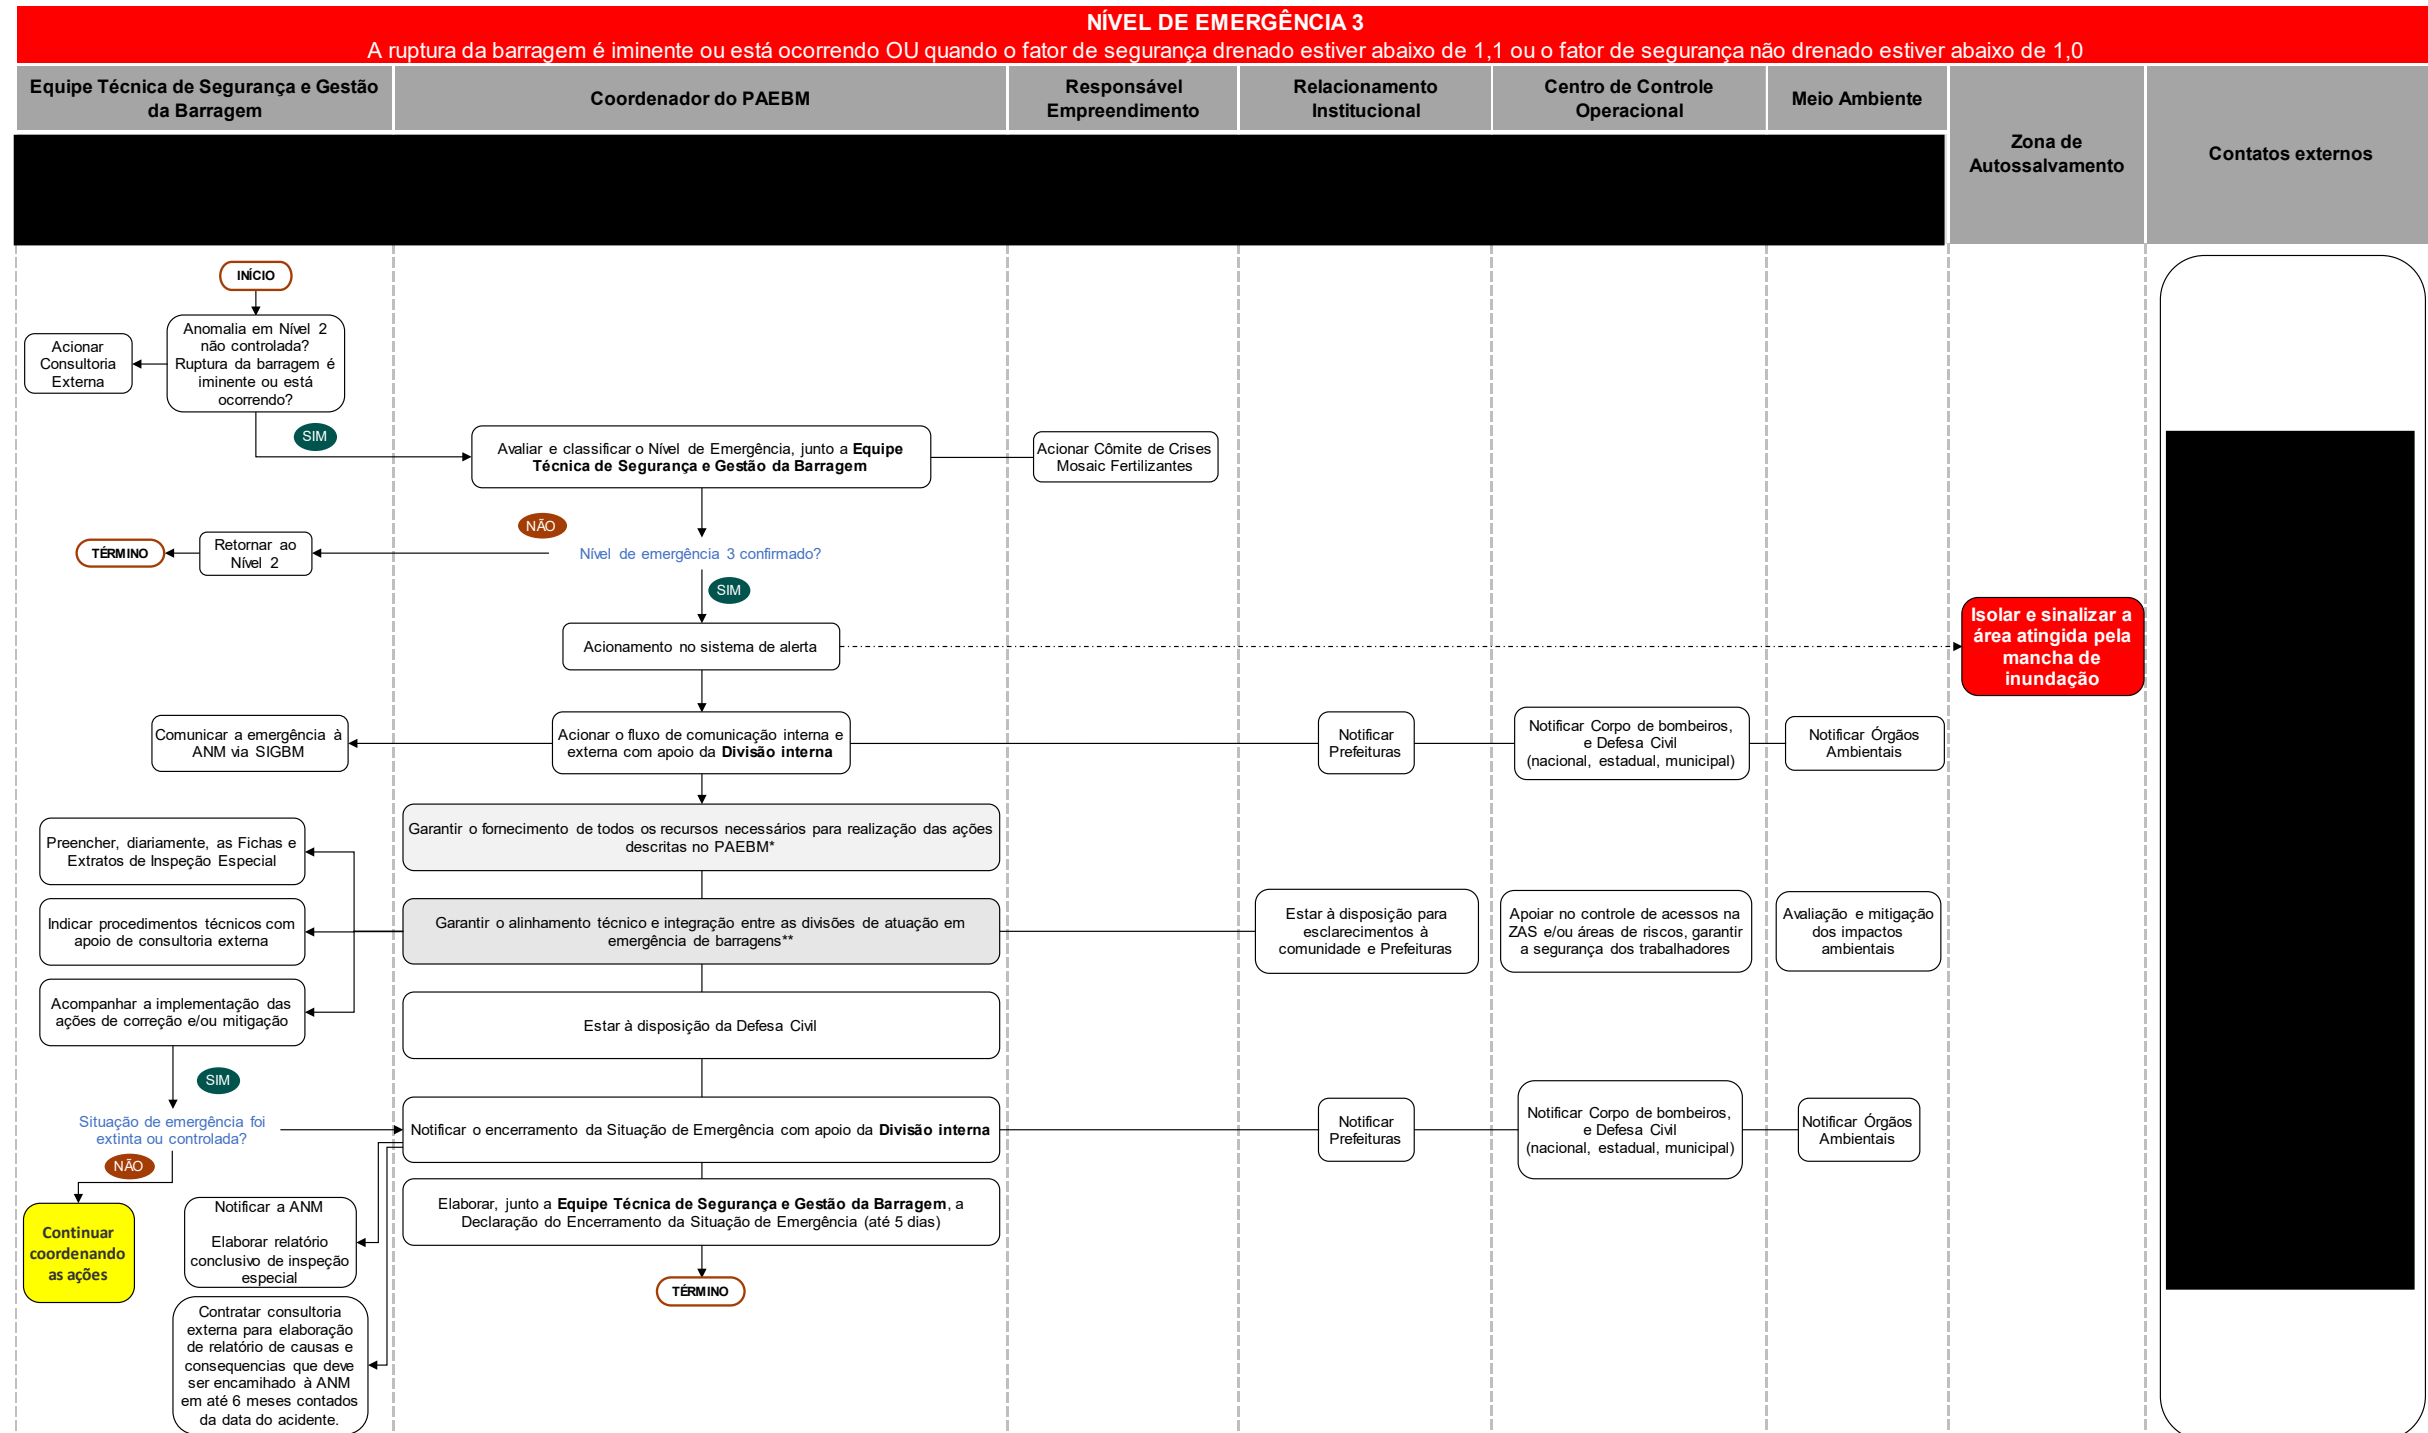 NÍVEL DE EMERGÊNCIA 3
A ruptura da barragem é iminente ou está ocorrendo OU quando o fator de segurança drenado estiver abaixo de 1,1 ou o fator de segurança não drenado estiver abaixo de 1,0
Equipe Técnica de Segurança e Gestão
da Barragem
Coordenador do PAEBM
Responsável
Empreendimento
Relacionamento
Institucional
Centro de Controle
Operacional
Meio Ambiente
Zona de
Autossalvamento
Contatos externos
INÍCIO
Anomalia em Nível 2
não controlada?
Ruptura da barragem é
iminente ou está
ocorrendo?
Acionar
Consultoria
Externa
SIM
Avaliar e classificar o Nível de Emergência, junto a Equipe
Técnica de Segurança e Gestão da Barragem
Acionar Cômite de Crises
Mosaic Fertilizantes
NÃO
Nível de emergência 3 confirmado?
Retornar ao
Nível 2
TÉRMINO
SIM
Acionamento no sistema de alerta
Isolar e sinalizar a
área atingida pela
mancha de
inundação
Comunicar a emergência à
ANM via SIGBM
Acionar o fluxo de comunicação interna e
externa com apoio da Divisão interna
Notificar
Prefeituras
Notificar Corpo de bombeiros,
e Defesa Civil
(nacional, estadual, municipal)
Notificar Órgãos
Ambientais
Garantir o fornecimento de todos os recursos necessários para realização das ações
descritas no PAEBM*
Preencher, diariamente, as Fichas e
Extratos de Inspeção Especial
Indicar procedimentos técnicos com
apoio de consultoria externa
Garantir o alinhamento técnico e integração entre as divisões de atuação em
emergência de barragens**
Estar à disposição para
esclarecimentos à
comunidade e Prefeituras
Apoiar no controle de acessos na
ZAS e/ou áreas de riscos, garantir
a segurança dos trabalhadores
Avaliação e mitigação
dos impactos
ambientais
Acompanhar a implementação das
ações de correção e/ou mitigação
Estar à disposição da Defesa Civil
SIM
Situação de emergência foi
extinta ou controlada?
Notificar o encerramento da Situação de Emergência com apoio da Divisão interna
Notificar
Prefeituras
Notificar Corpo de bombeiros,
e Defesa Civil
(nacional, estadual, municipal)
Notificar Órgãos
Ambientais
NÃO
Continuar
coordenando
as ações
Notificar a ANM
Elaborar relatório
conclusivo de inspeção
especial
Elaborar, junto a Equipe Técnica de Segurança e Gestão da Barragem, a
Declaração do Encerramento da Situação de Emergência (até 5 dias)
TÉRMINO
Contratar consultoria
externa para elaboração
de relatório de causas e
consequencias que deve
ser encamihado à ANM
em até 6 meses contados
da data do acidente.